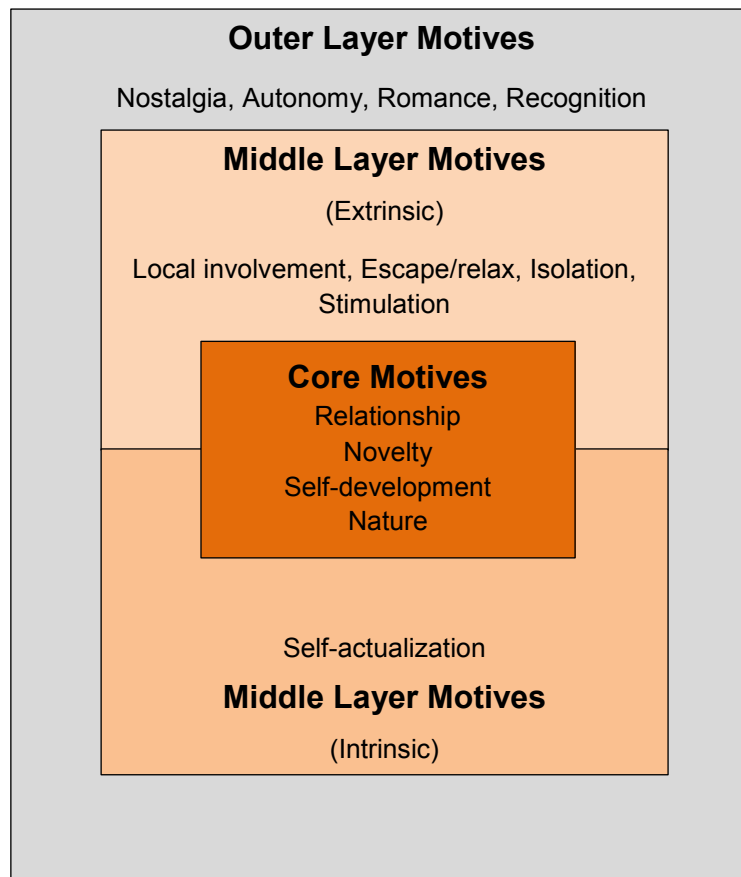 Outer Layer Motives
Nostalgia, Autonomy, Romance, Recognition
Middle Layer Motives
(Extrinsic)
Local involvement, Escape/relax, Isolation,
Stimulation
Core Motives
Relationship
Novelty
Self-development
Nature
Self-actualization
Middle Layer Motives
(Intrinsic)